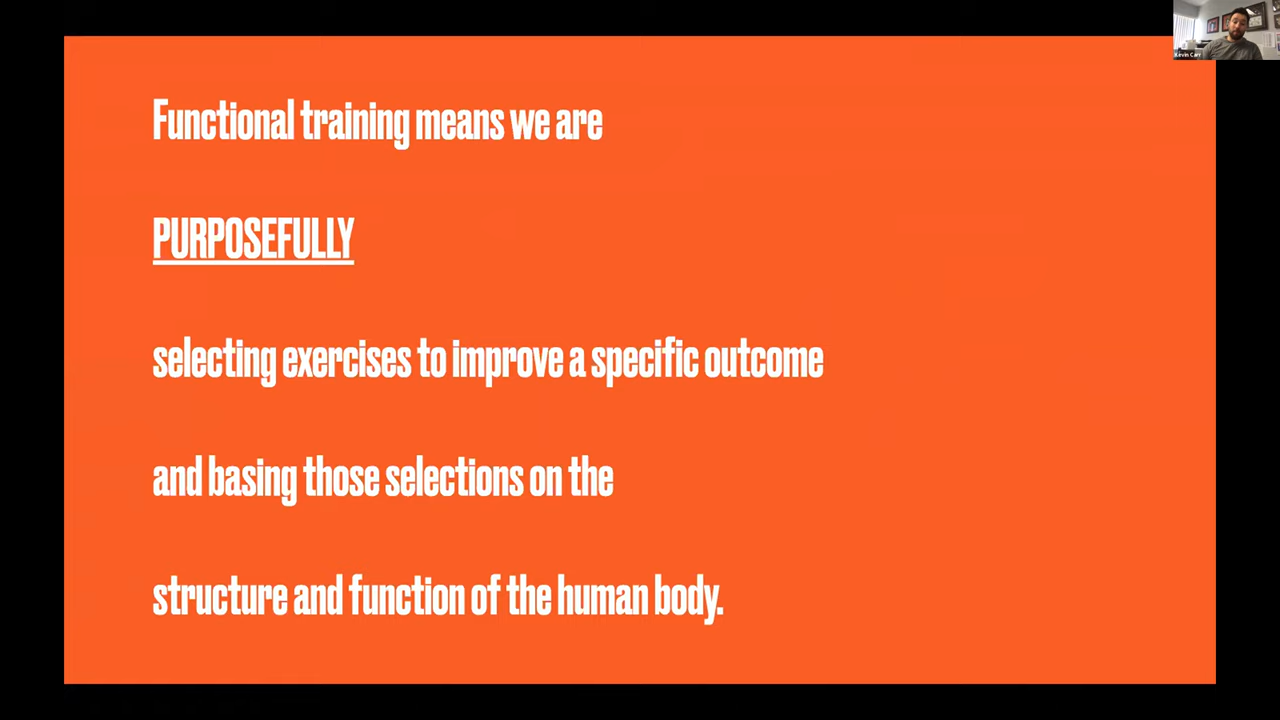 Functional training means we are
PURPOSEFULLY
selecting exercises to improve a specific outcome
and basing those selections on the
structure and function of the human body.
Kevin Carr